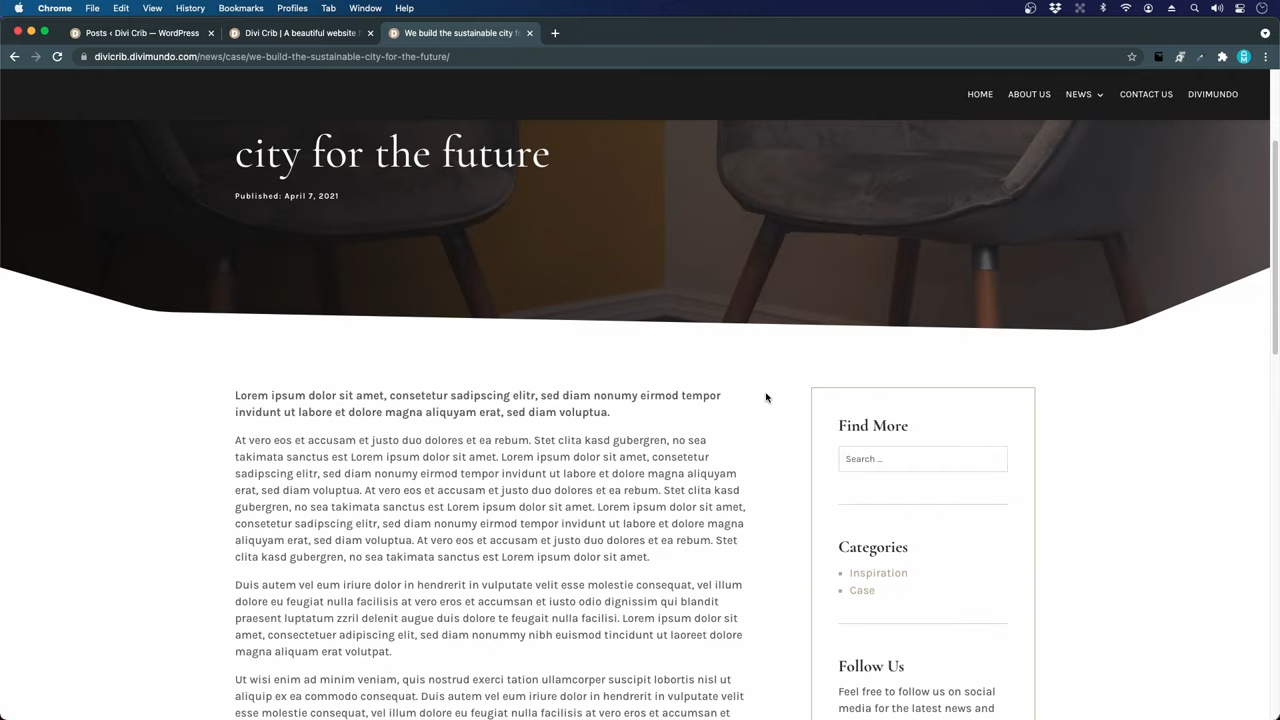 Chrome File Edit View History Bookmarks Profiles Tab Window Help
Posts ‹ Divi Crib — WordPress
Divi Crib | A beautiful website
We build the sustainable city f
divicrib.divimundo.com/news/case/we-build-the-sustainable-city-for-the-future/
HOME ABOUT US NEWS CONTACT US DIVIMUNDO
city for the future
Published: April 7, 2021
Lorem ipsum dolor sit amet, consetetur sadipscing elitr, sed diam nonumy eirmod tempor
invidunt ut labore et dolore magna aliquyam erat, sed diam voluptua.
At vero eos et accusam et justo duo dolores et ea rebum. Stet clita kasd gubergren, no sea
takimata sanctus est Lorem ipsum dolor sit amet. Lorem ipsum dolor sit amet, consetetur
sadipscing elitr, sed diam nonumy eirmod tempor invidunt ut labore et dolore magna aliquyam
erat, sed diam voluptua. At vero eos et accusam et justo duo dolores et ea rebum. Stet clita kasd
gubergren, no sea takimata sanctus est Lorem ipsum dolor sit amet. Lorem ipsum dolor sit amet,
consetetur sadipscing elitr, sed diam nonumy eirmod tempor invidunt ut labore et dolore magna
aliquyam erat, sed diam voluptua. At vero eos et accusam et justo duo dolores et ea rebum. Stet
clita kasd gubergren, no sea takimata sanctus est Lorem ipsum dolor sit amet.
Duis autem vel eum iriure dolor in hendrerit in vulputate velit esse molestie consequat, vel illum
dolore eu feugiat nulla facilisis at vero eros et accumsan et iusto odio dignissim qui blandit
praesent luptatum zzril delenit augue duis dolore te feugait nulla facilisi. Lorem ipsum dolor sit
amet, consectetuer adipiscing elit, sed diam nonummy nibh euismod tincidunt ut laoreet dolore
magna aliquam erat volutpat.
Ut wisi enim ad minim veniam, quis nostrud exerci tation ullamcorper suscipit lobortis nisl ut
aliquip ex ea commodo consequat. Duis autem vel eum iriure dolor in hendrerit in vulputate velit
esse molestie consequat, vel illum dolore eu feugiat nulla facilisis at vero eros et accumsan et
Find More
Search …
Categories
Inspiration
Case
Follow Us
Feel free to follow us on social
media for the latest news and